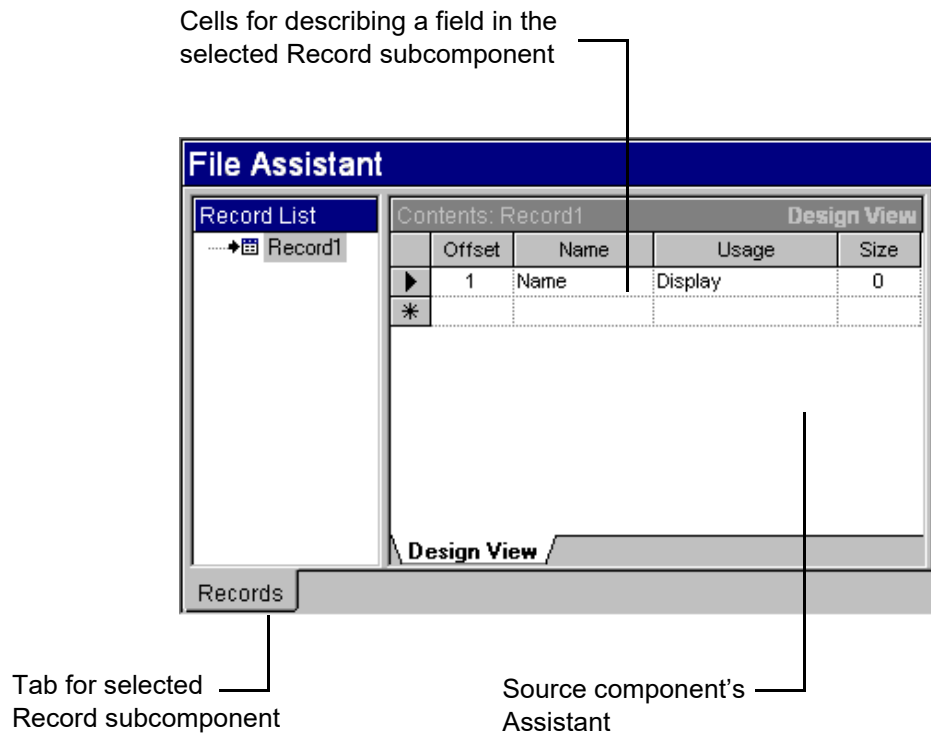 Cells for describing a field in the
selected Record subcomponent
File Assistant
Record List
Contents: Record1 Design View
Record1
Offset Name Usage Size
1 Name Display 0
Design View
Records
Tab for selected
Record subcomponent
Source component’s
Assistant